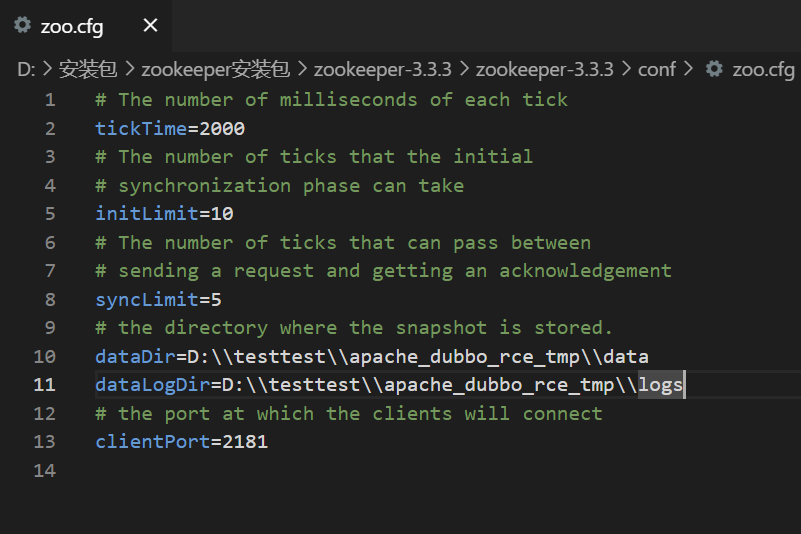 zoo.cfg
D: > 安装包 > zookeeper安装包 > zookeeper-3.3.3 > zookeeper-3.3.3 > conf > zoo.cfg
1 # The number of milliseconds of each tick
2 tickTime=2000
3 # The number of ticks that the initial
4 # synchronization phase can take
5 initLimit=10
6 # The number of ticks that can pass between
7 # sending a request and getting an acknowledgement
8 syncLimit=5
9 # the directory where the snapshot is stored.
10 dataDir=D:\\testtest\\apache_dubbo_rce_tmp\\data
11 dataLogDir=D:\\testtest\\apache_dubbo_rce_tmp\\logs
12 # the port at which the clients will connect
13 clientPort=2181
14